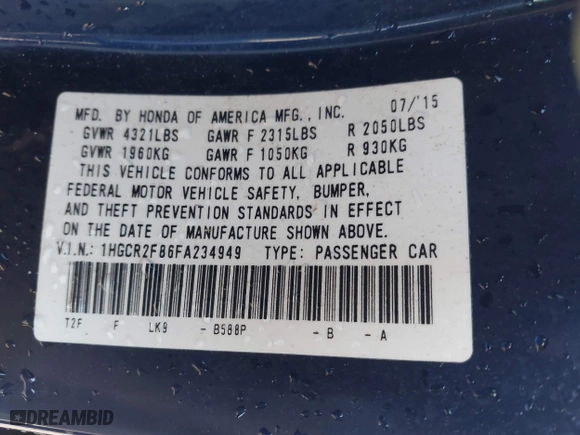 MFD. BY HONDA OF AMERICA MFG., INC. 07/'15
GVWR 4321LBS GAWR F 2315LBS R 2050LBS
GVWR 1960KG GAWR F 1050KG R 930KG
THIS VEHICLE CONFORMS TO ALL APPLICABLE
FEDERAL MOTOR VEHICLE SAFETY, BUMPER,
AND THEFT PREVENTION STANDARDS IN EFFECT
ON THE DATE OF MANUFACTURE SHOWN ABOVE.
V.I.N.: 1HGCR2F86FA234949 TYPE: PASSENGER CAR
T2F F LK9 - B588P - B - A
DREAMBID